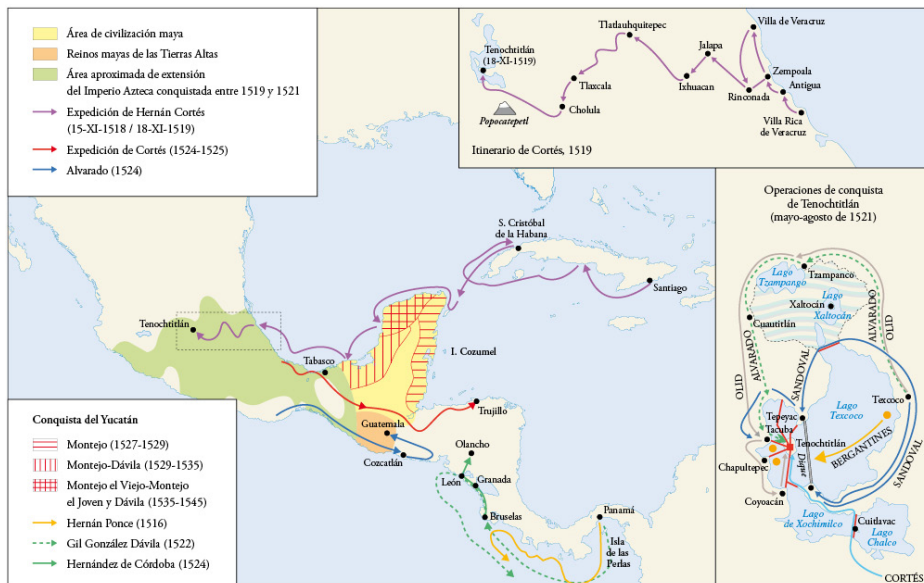 Área de civilización maya
Reinos mayas de las Tierras Altas
Área aproximada de extensión
del Imperio Azteca conquistada entre 1519 y 1521
Expedición de Hernán Cortés
(15-XI-1518 / 18-XI-1519)
Expedición de Cortés (1524-1525)
Alvarado (1524)
Tenochtitlán
(18-XI-1519)
Popocatepetl
Cholula
Tlaxcala
Tlatlauhquitepec
Ixhuacan
Jalapa
Rinconada
Villa de Veracruz
Zempoala
Antigua
Villa Rica
de Veracruz
Itinerario de Cortés, 1519
S. Cristóbal
de la Habana
Santiago
I. Cozumel
Tenochtitlán
Tabasco
Trujillo
Guatemala
Cozcatlán
Olancho
León
Granada
Bruselas
Panamá
Isla
de las
Perlas
Conquista del Yucatán
Montejo (1527-1529)
Montejo-Dávila (1529-1535)
Montejo el Viejo-Montejo
el Joven y Dávila (1535-1545)
Hernán Ponce (1516)
Gil González Dávila (1522)
Hernández de Córdoba (1524)
Operaciones de conquista
de Tenochtitlán
(mayo-agosto de 1521)
Lago
Tzampango
Tzampanco
Xaltocán
Lago
Xaltocán
Cuautitlán
ALVARADO
OLID
ALVARADO
OLID
SANDOVAL
Lago
Texcoco
Texcoco
Tepeyac
Tacuba
Tenochtitlán
BERGANTINES
SANDOVAL
Chapultepec
Dique
Coyoacán
Lago
de Xochimilco
Cuitlavac
Lago
Chalco
CORTÉS